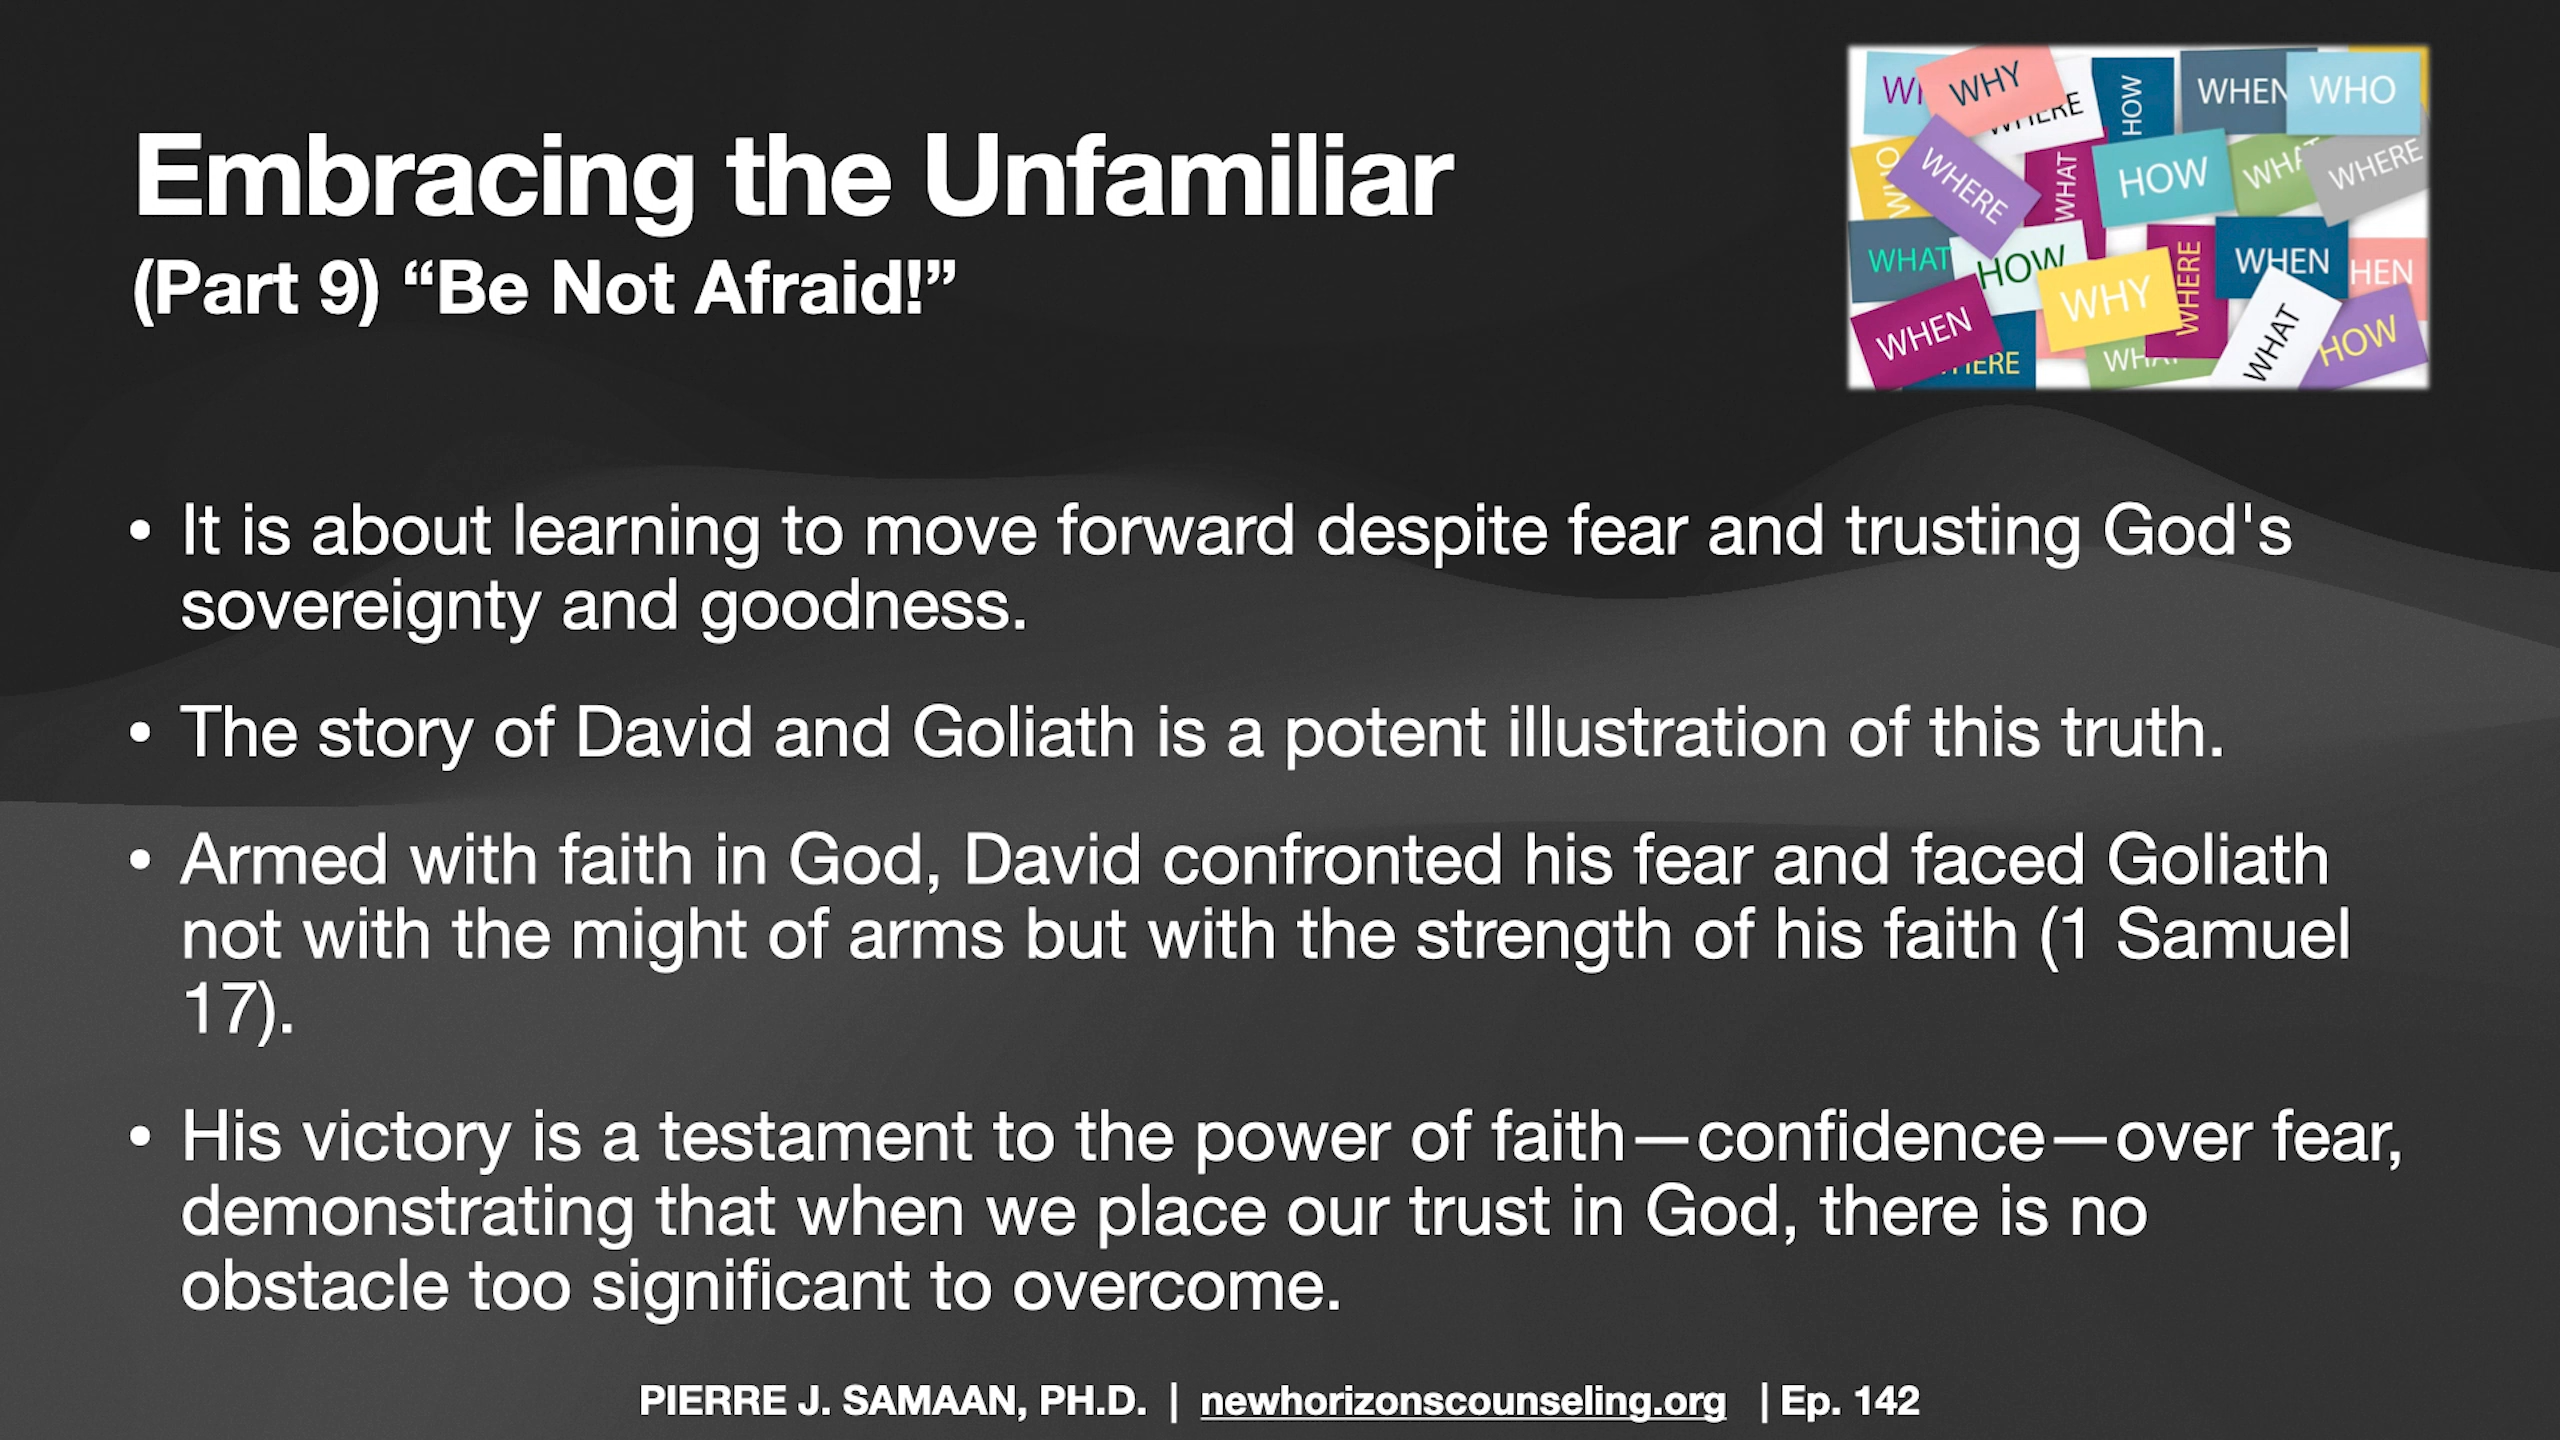 Embracing the Unfamiliar
(Part 9) “Be Not Afraid!”
WHY
WHERE
HOW
WHEN
WHO
WHO
WHERE
WHAT
HOW
WHAT
WHERE
WHAT
HOW
WHY
WHERE
WHEN
HEN
WHEN
WHAT
WHAT
HOW
• It is about learning to move forward despite fear and trusting God's
sovereignty and goodness.
• The story of David and Goliath is a potent illustration of this truth.
• Armed with faith in God, David confronted his fear and faced Goliath
not with the might of arms but with the strength of his faith (1 Samuel
17).
• His victory is a testament to the power of faith—confidence—over fear,
demonstrating that when we place our trust in God, there is no
obstacle too significant to overcome.
PIERRE J. SAMAAN, PH.D. | newhorizonscounseling.org | Ep. 142